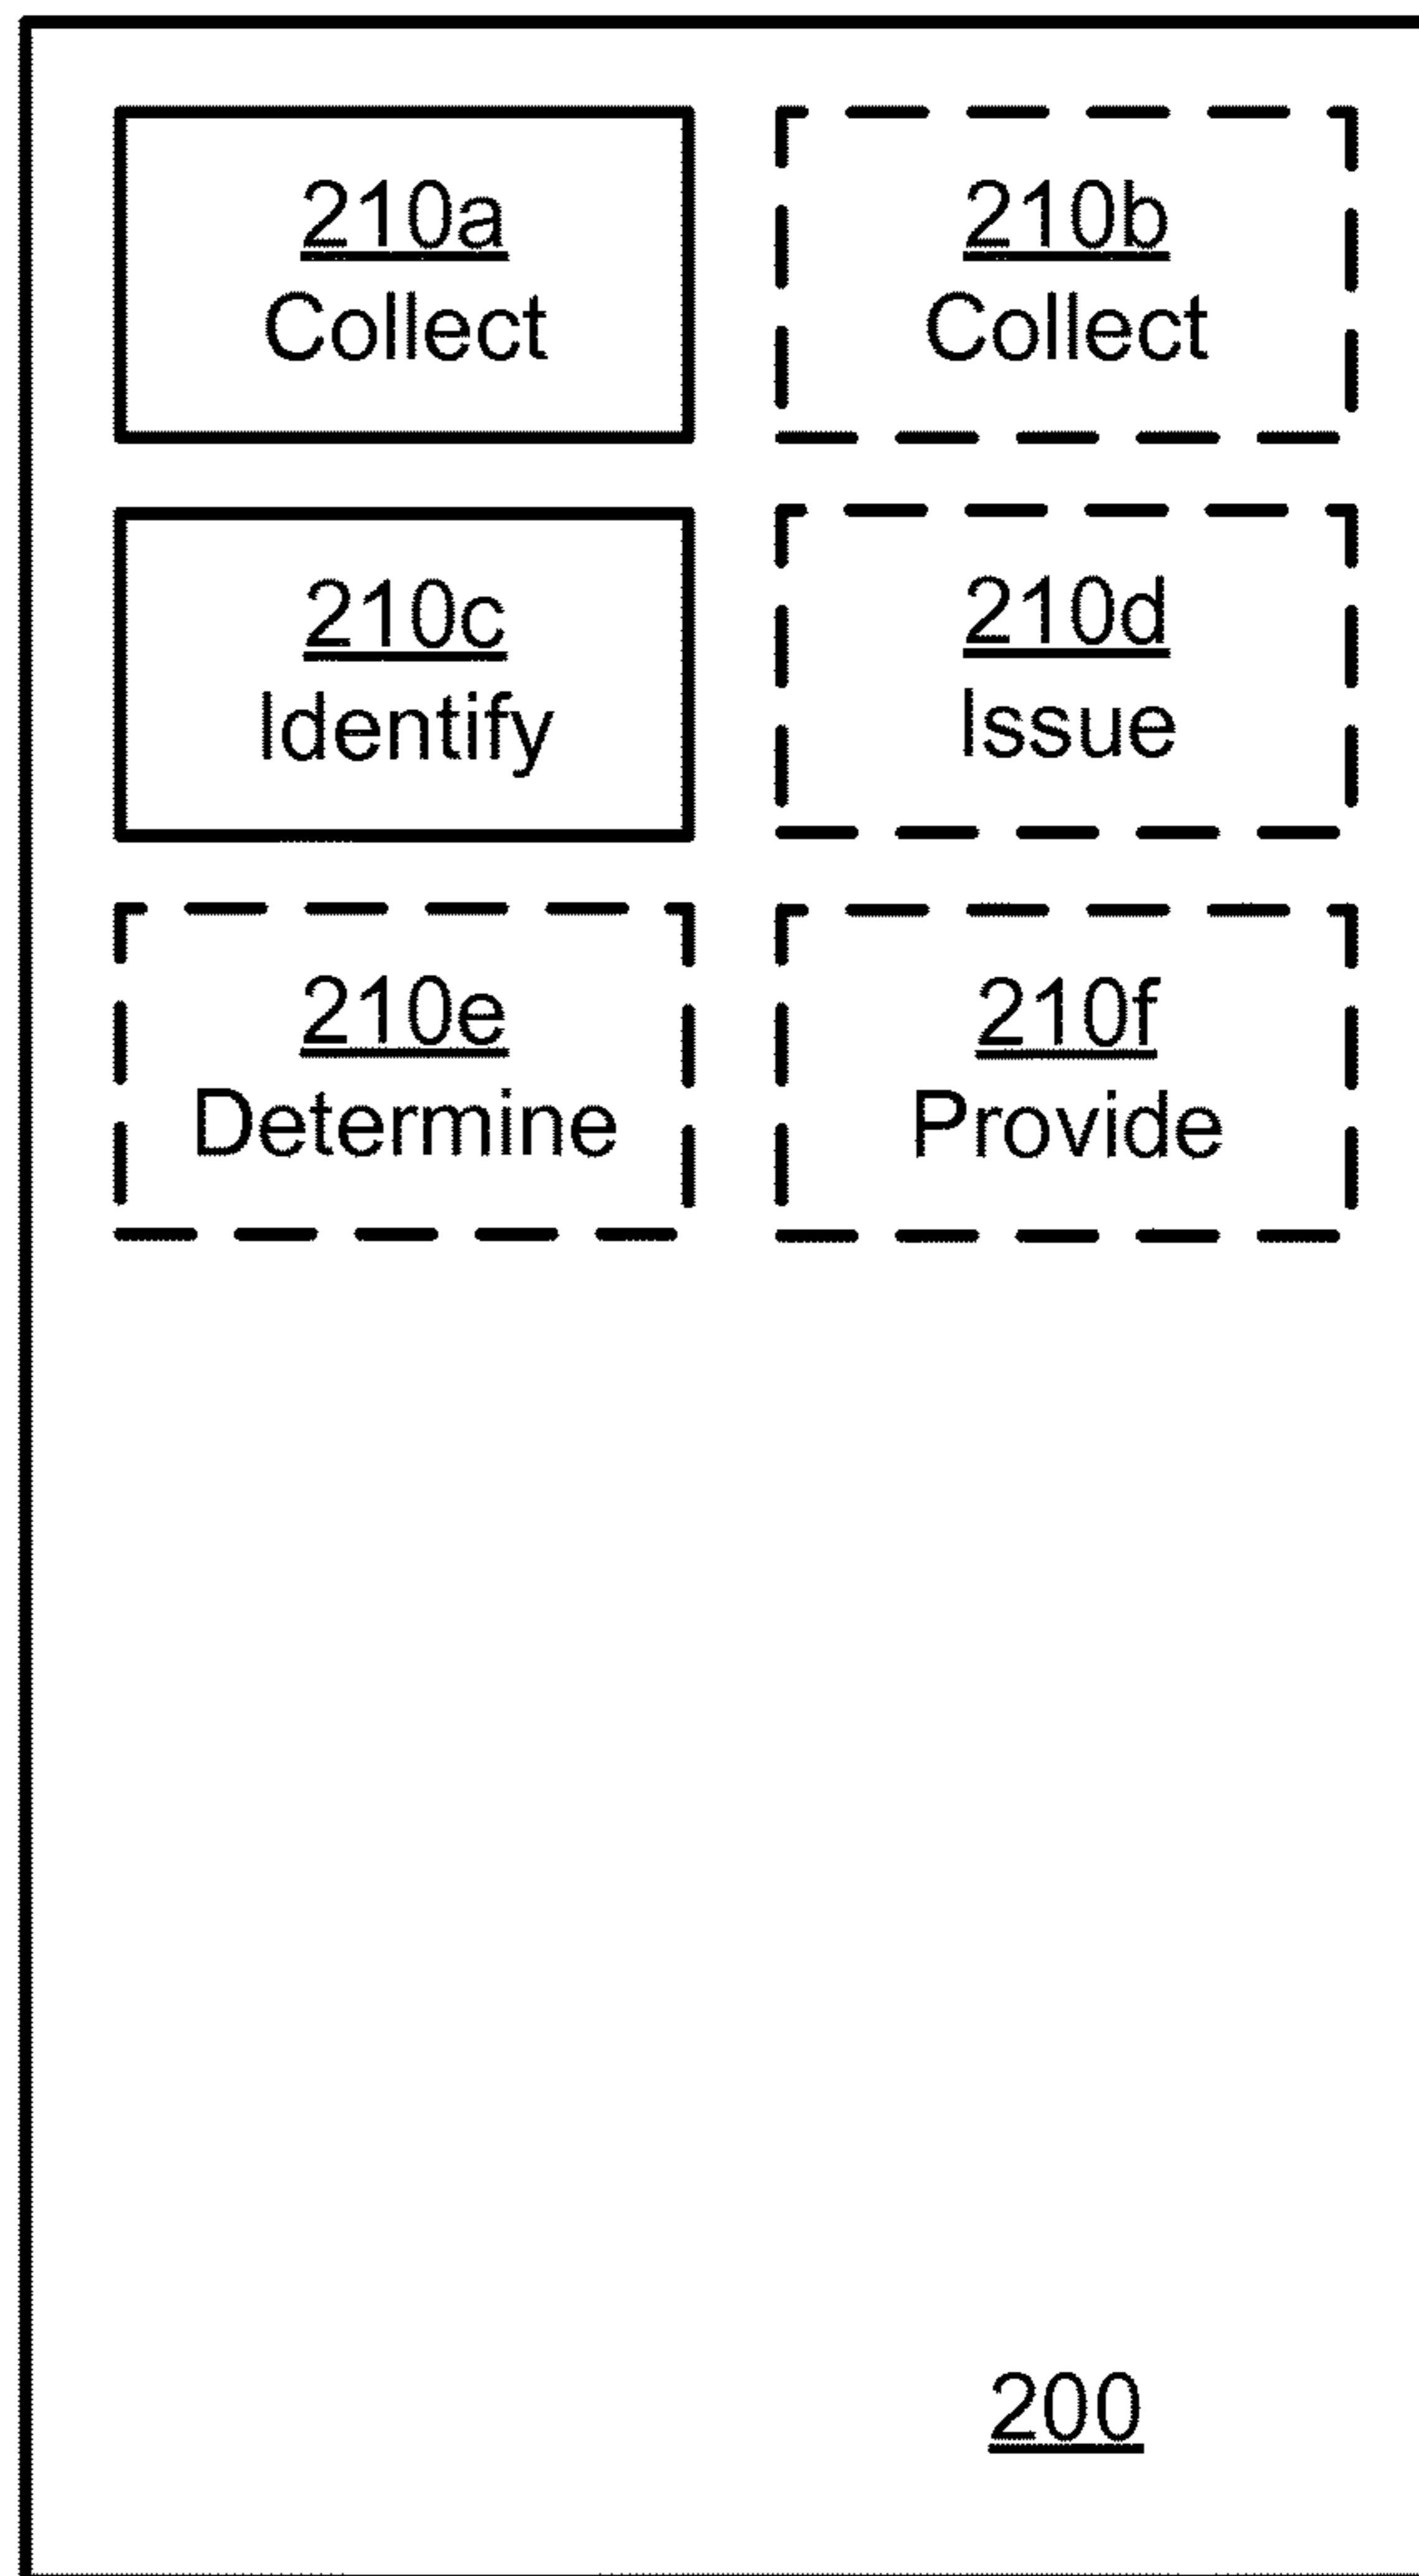 210a
Collect
210b
Collect
210c
Identify
210d
Issue
210e
Determine
210f
Provide
200